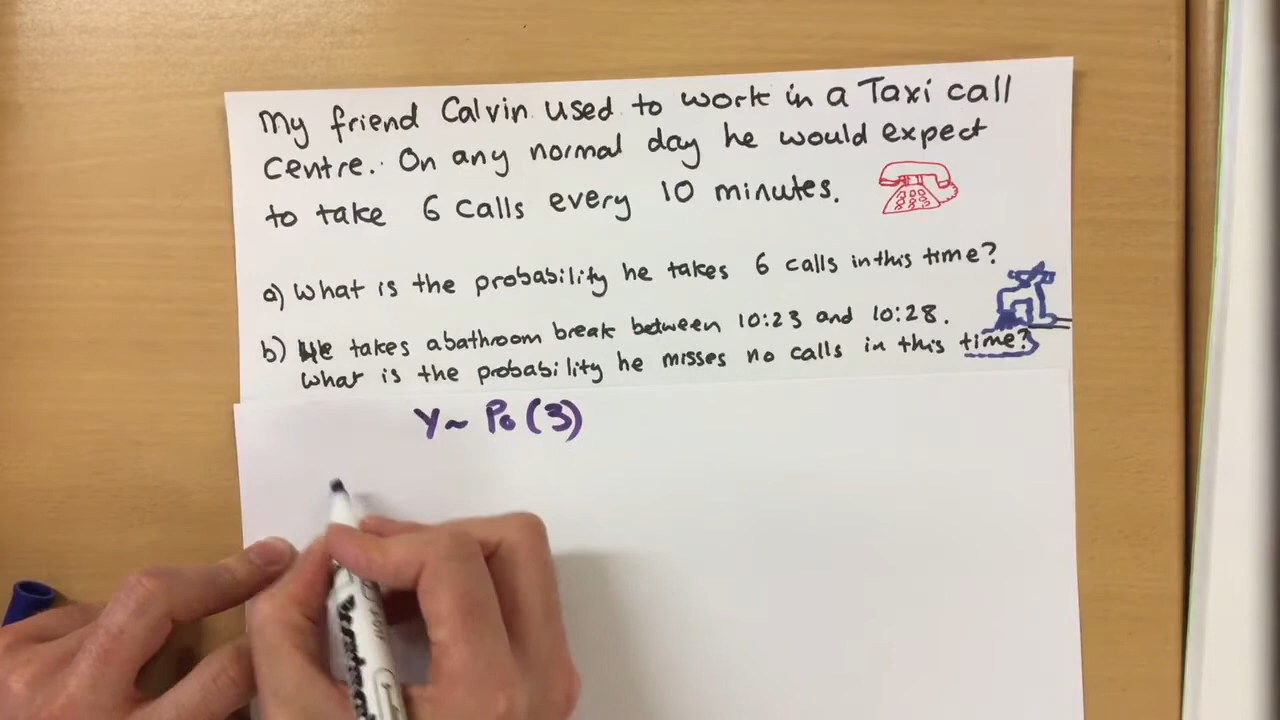 My friend Calvin used to work in a Taxi call
centre. On any normal day he would expect
to take 6 calls every 10 minutes.
a) What is the probability he takes 6 calls in this time?
b) He takes a bathroom break between 10:23 and 10:28.
What is the probability he misses no calls in this time?
Y~ Po (3)